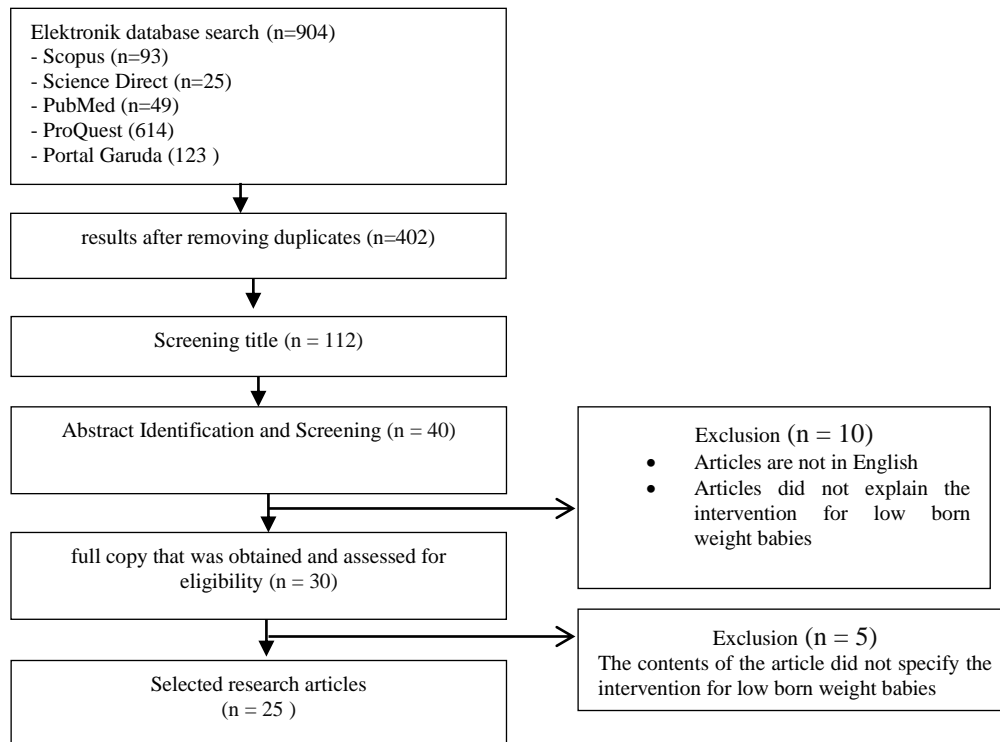 Elektronik database search (n=904)
- Scopus (n=93)
- Science Direct (n=25)
- PubMed (n=49)
- ProQuest (614)
- Portal Garuda (123 )
results after removing duplicates (n=402)
Screening title (n = 112)
Abstract Identification and Screening (n = 40)
Exclusion (n = 10)
• Articles are not in English
• Articles did not explain the
intervention for low born
weight babies
full copy that was obtained and assessed for
eligibility (n = 30)
Exclusion (n = 5)
The contents of the article did not specify the
intervention for low born weight babies
Selected research articles
(n = 25 )